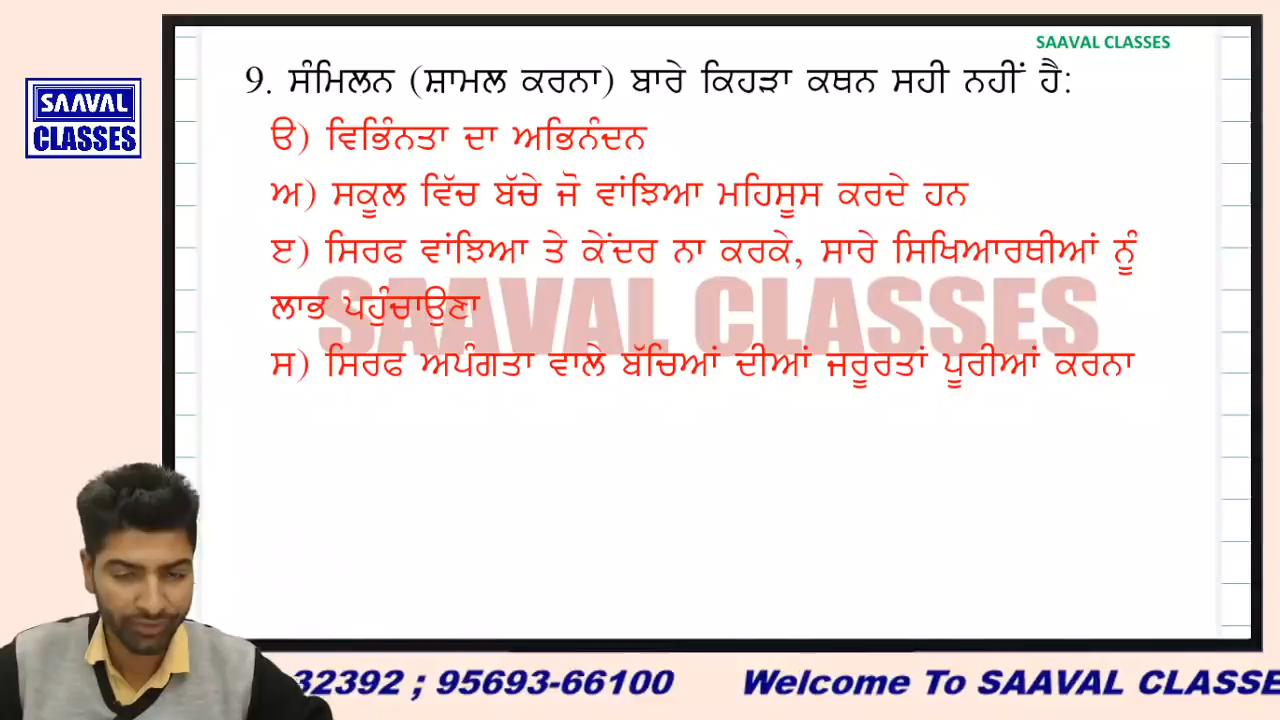 SAAVAL CLASSES
SAAVAL
CLASSES
9. ਸੰਮਿਲਨ (ਸ਼ਾਮਲ ਕਰਨਾ) ਬਾਰੇ ਕਿਹੜਾ ਕਥਨ ਸਹੀ ਨਹੀਂ ਹੈ:
ੳ) ਵਿਭਿੰਨਤਾ ਦਾ ਅਭਿਨੰਦਨ
ਅ) ਸਕੂਲ ਵਿੱਚ ਬੱਚੇ ਜੋ ਵਾਂਝਿਆ ਮਹਿਸੂਸ ਕਰਦੇ ਹਨ
ੲ) ਸਿਰਫ ਵਾਂਝਿਆ ਤੇ ਕੇਂਦਰ ਨਾ ਕਰਕੇ, ਸਾਰੇ ਸਿਖਿਆਰਥੀਆਂ ਨੂੰ
ਲਾਭ ਪਹੁੰਚਾਉਣਾ
SAAVAL CLASSES
ਸ) ਸਿਰਫ ਅਪੰਗਤਾ ਵਾਲੇ ਬੱਚਿਆਂ ਦੀਆਂ ਜਰੂਰਤਾਂ ਪੂਰੀਆਂ ਕਰਨਾ
32392 ; 95693-66100 Welcome To SAAVAL CLASSE